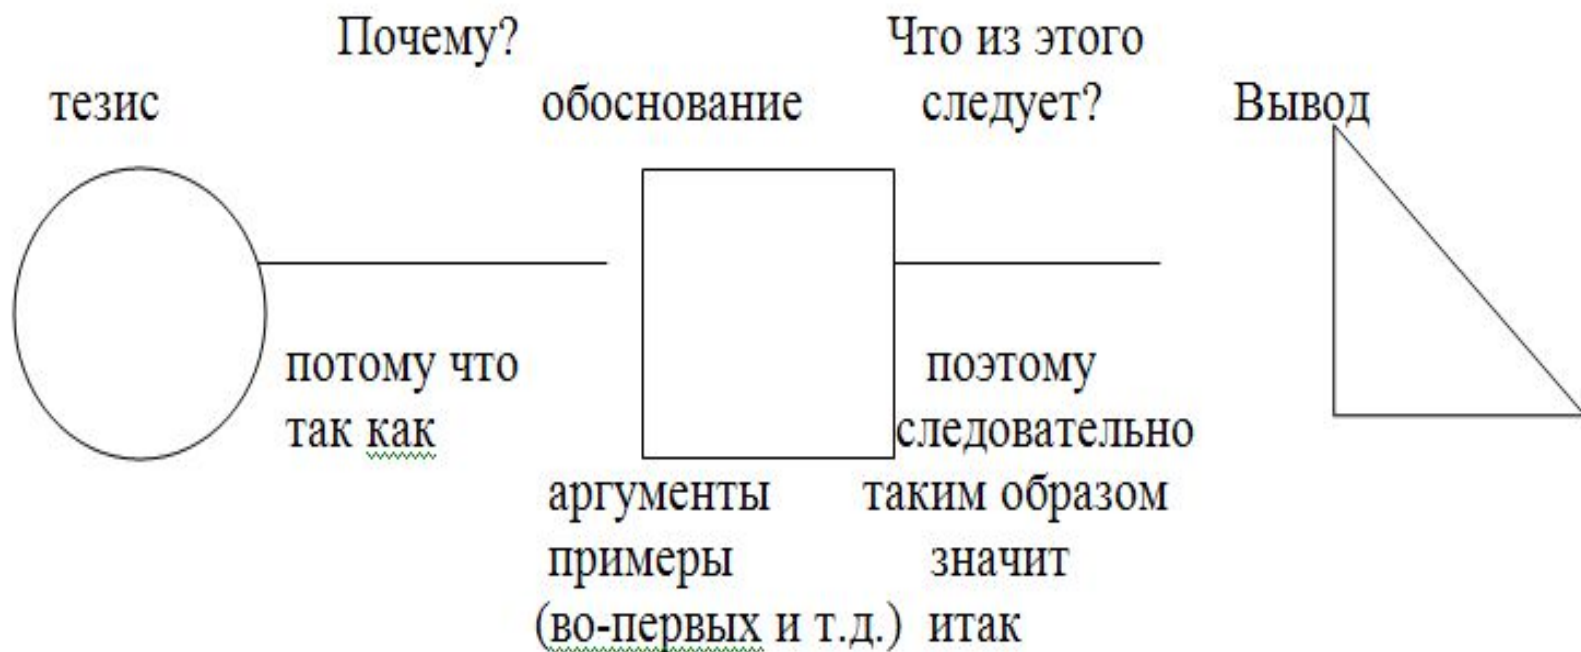 Почему?
Что из этого
тезис
обоснование
следует?
Вывод
потому что
так как
поэтому
следовательно
аргументы
таким образом
примеры
значит
(во-первых и т.д.)
итак